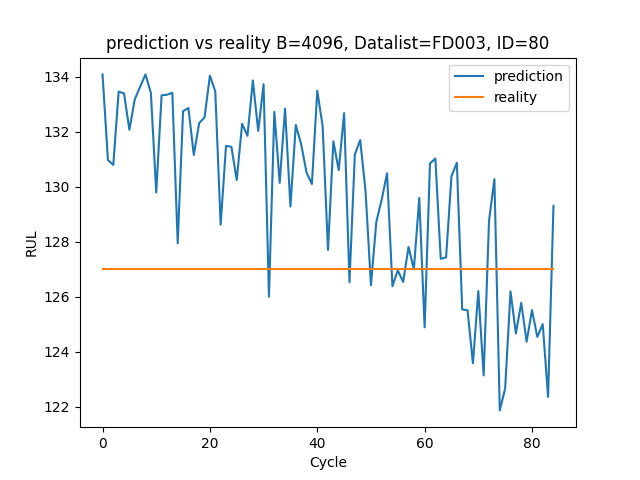 prediction vs reality B=4096, Datalist=FD003, ID=80
prediction
reality
RUL
134
132
130
128
126
124
122
0 20 40 60 80
Cycle